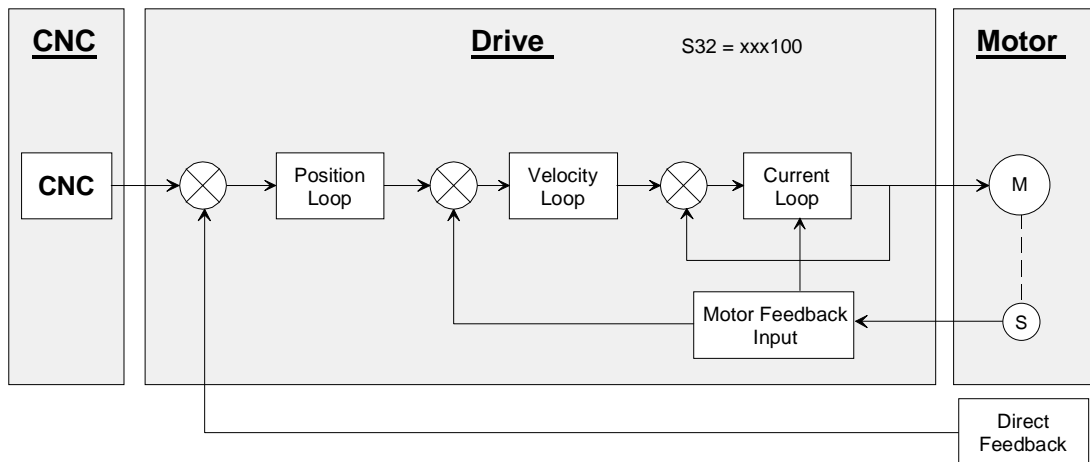 CNC
Drive
S32 = xxx100
Motor
CNC
Position
Loop
Velocity
Loop
Current
Loop
M
Motor Feedback
Input
S
Direct
Feedback